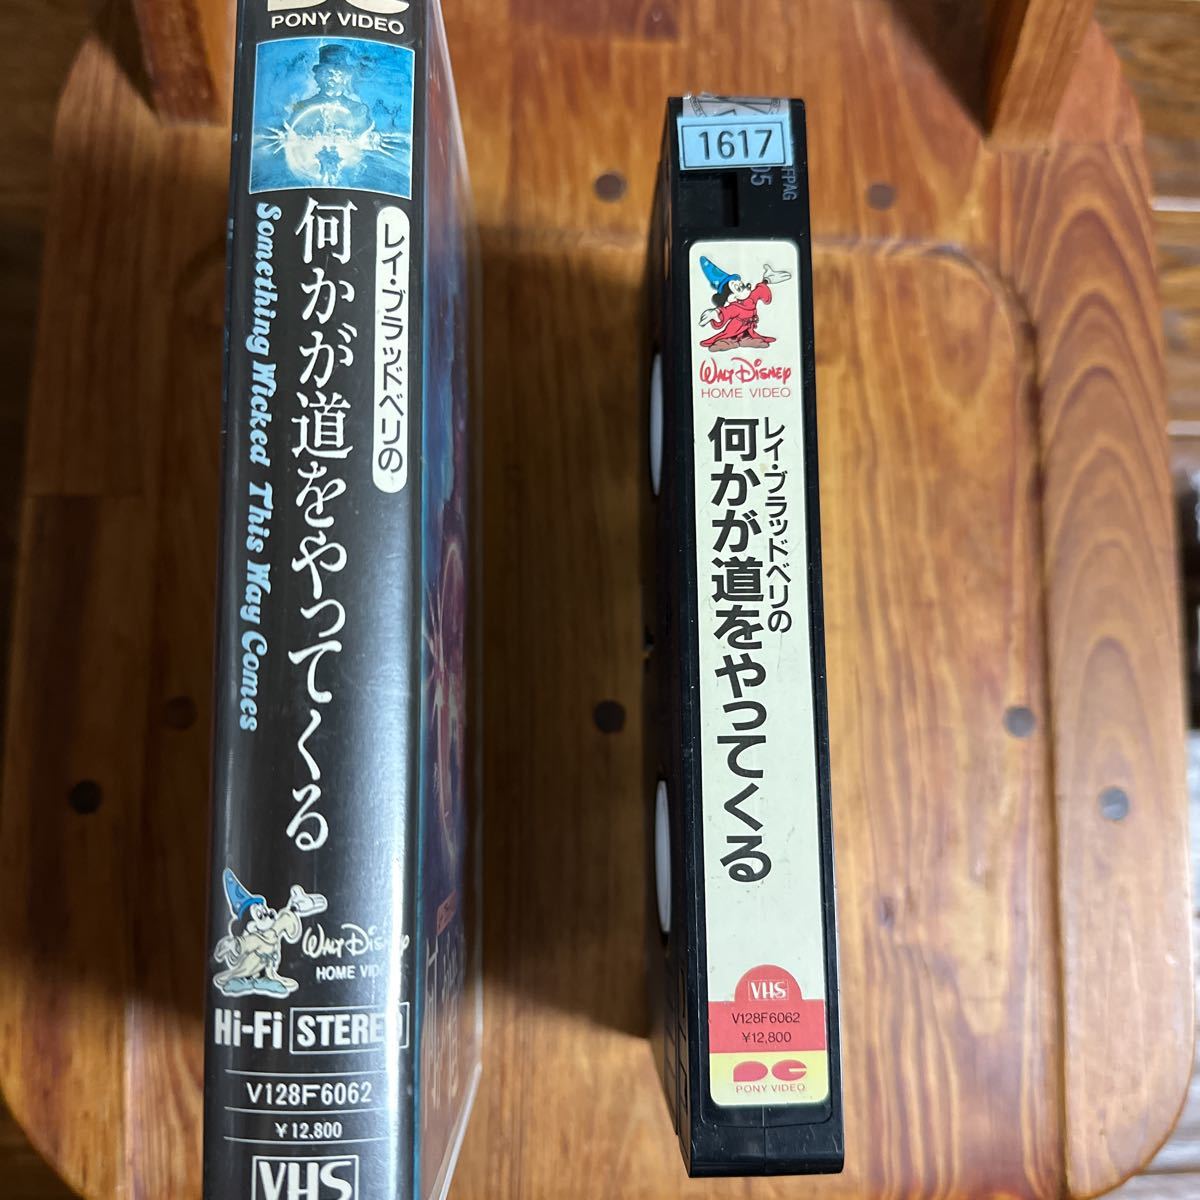 PONY VIDEO
レイ・ブラッドベリの
何かが道をやってくる
Something Wicked This Way Comes
WALT DISNEY
HOME VIDEO
Hi-Fi STEREO
V128F6062
¥12,800
VHS
1617
WALT DISNEY
HOME VIDEO
レイ・ブラッドベリの
何かが道をやってくる
VHS
V128F6062
¥12,800
PONY VIDEO